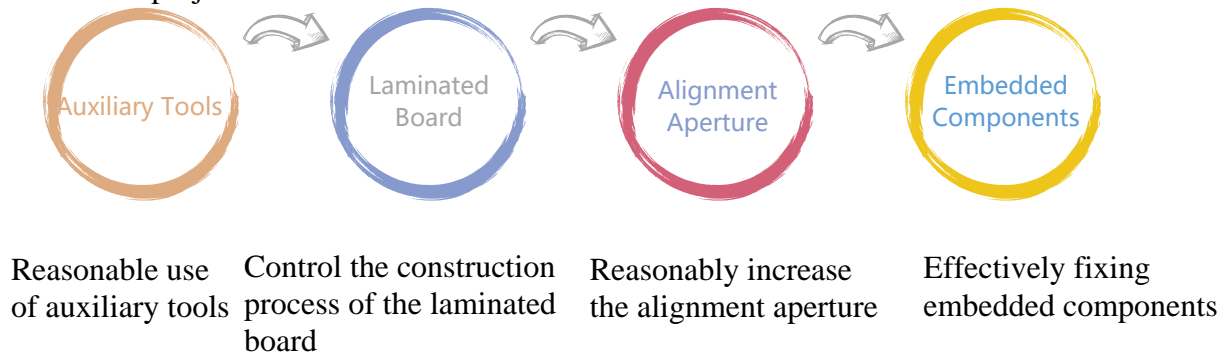 Auxiliary Tools
Laminated
Board
Alignment
Aperture
Embedded
Components
Reasonable use
of auxiliary tools
Control the construction
process of the laminated
board
Reasonably increase
the alignment aperture
Effectively fixing
embedded components